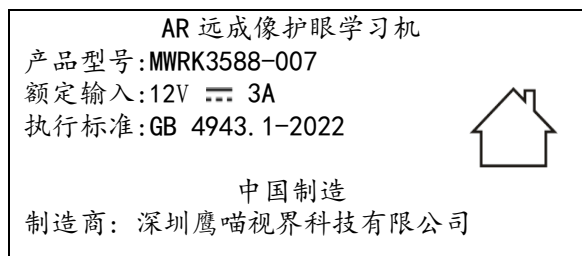 AR 远成像护眼学习机
产品型号:MWRK3588-007
额定输入:12V ⎓ 3A
执行标准:GB 4943.1-2022
中国制造
制造商: 深圳鹰喵视界科技有限公司